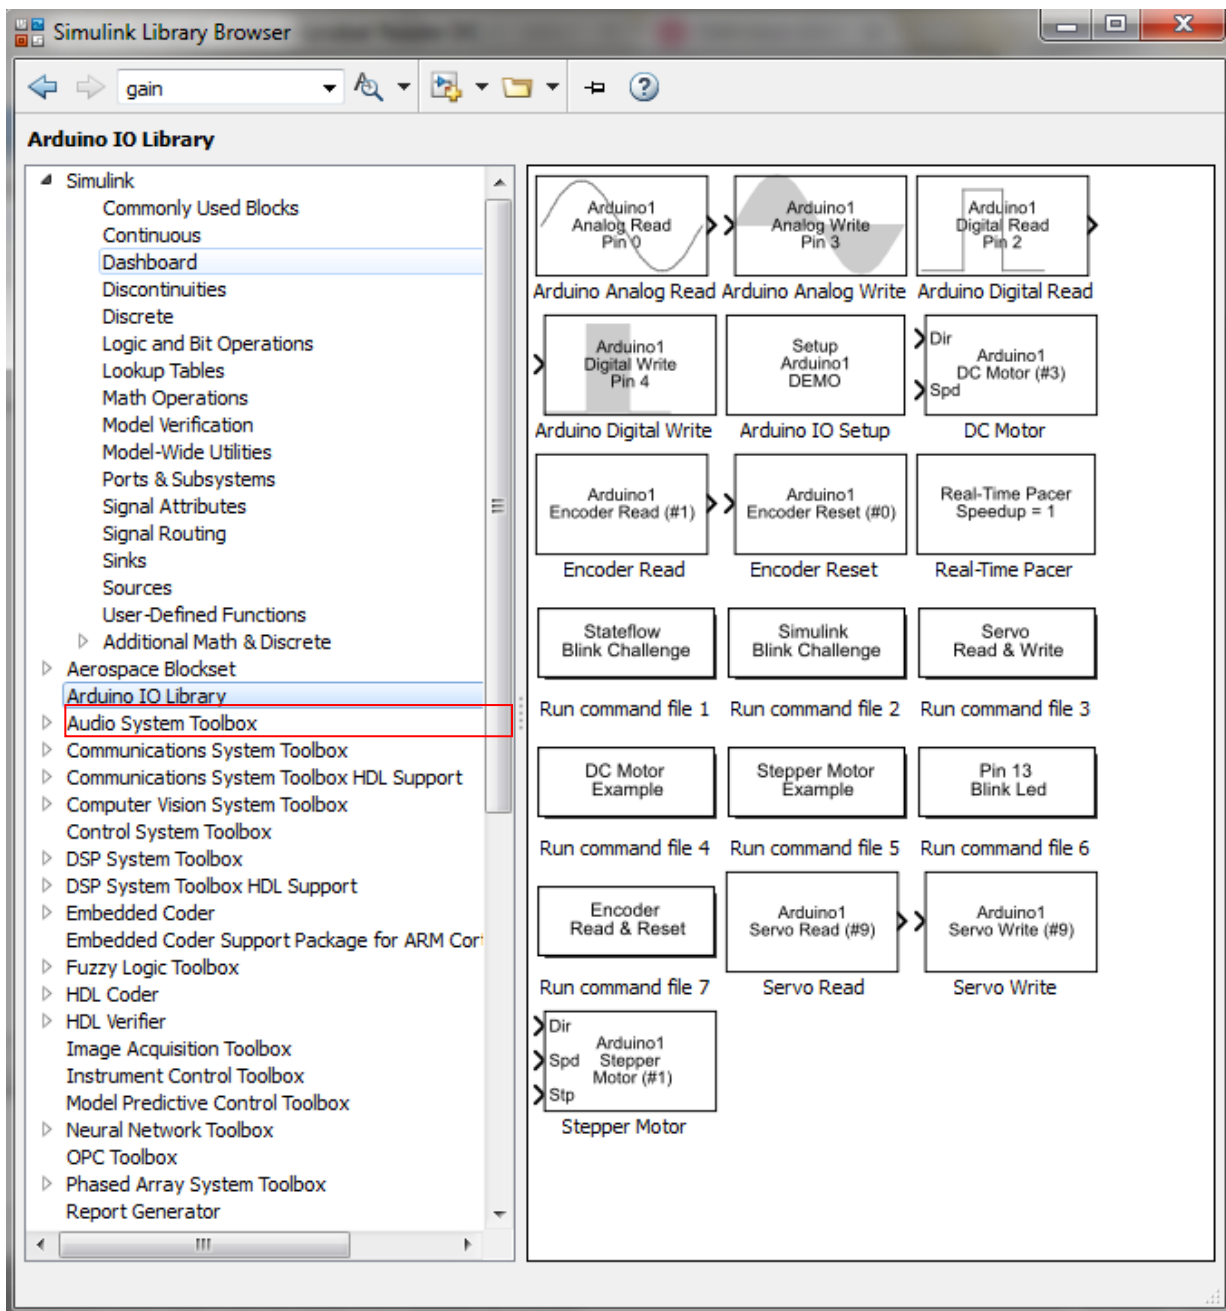 Simulink Library Browser
gain
Arduino IO Library
Simulink
Commonly Used Blocks
Continuous
Dashboard
Discontinuities
Discrete
Logic and Bit Operations
Lookup Tables
Math Operations
Model Verification
Model-Wide Utilities
Ports & Subsystems
Signal Attributes
Signal Routing
Sinks
Sources
User-Defined Functions
Additional Math & Discrete
Aerospace Blockset
Arduino IO Library
Audio System Toolbox
Communications System Toolbox
Communications System Toolbox HDL Support
Computer Vision System Toolbox
Control System Toolbox
DSP System Toolbox
DSP System Toolbox HDL Support
Embedded Coder
Embedded Coder Support Package for ARM Cor
Fuzzy Logic Toolbox
HDL Coder
HDL Verifier
Image Acquisition Toolbox
Instrument Control Toolbox
Model Predictive Control Toolbox
Neural Network Toolbox
OPC Toolbox
Phased Array System Toolbox
Report Generator
Arduino1
Analog Read
Pin 0
Arduino Analog Read
Arduino1
Analog Write
Pin 3
Arduino Analog Write
Arduino1
Digital Read
Pin 2
Arduino Digital Read
Arduino1
Digital Write
Pin 4
Arduino Digital Write
Setup
Arduino1
DEMO
Arduino IO Setup
Dir
Spd
Arduino1
DC Motor (#3)
DC Motor
Arduino1
Encoder Read (#1)
Encoder Read
Arduino1
Encoder Reset (#0)
Encoder Reset
Real-Time Pacer
Speedup = 1
Real-Time Pacer
Stateflow
Blink Challenge
Run command file 1
Simulink
Blink Challenge
Run command file 2
Servo
Read & Write
Run command file 3
DC Motor
Example
Run command file 4
Stepper Motor
Example
Run command file 5
Pin 13
Blink Led
Run command file 6
Encoder
Read & Reset
Run command file 7
Arduino1
Servo Read (#9)
Servo Read
Arduino1
Servo Write (#9)
Servo Write
Dir
Spd
Stp
Arduino1
Stepper
Motor (#1)
Stepper Motor